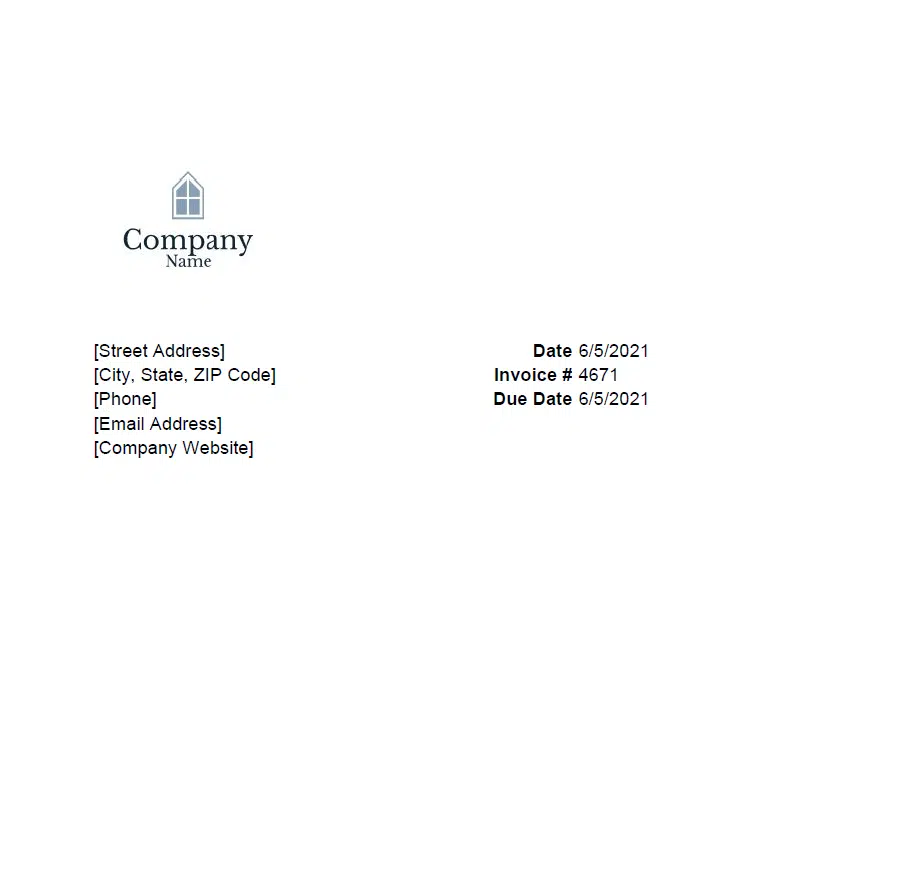 Company
Name
[Street Address]
[City, State, ZIP Code]
[Phone]
[Email Address]
[Company Website]
Date 6/5/2021
Invoice # 4671
Due Date 6/5/2021